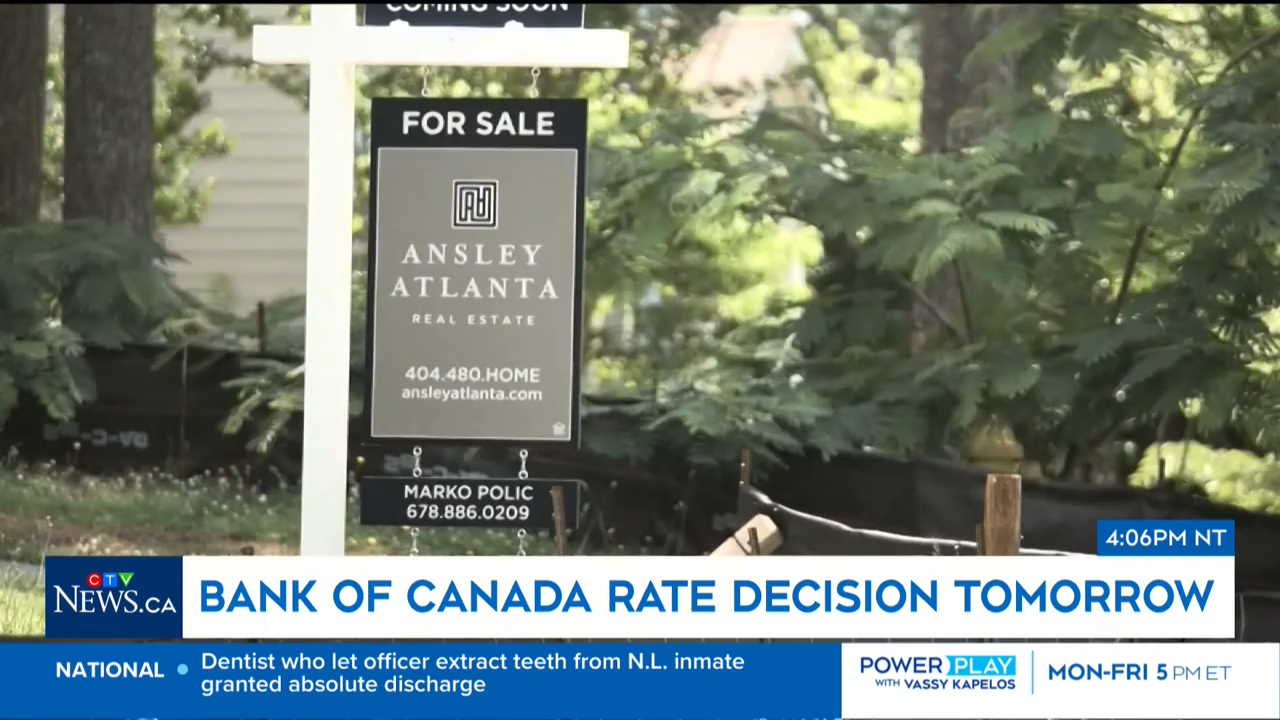 COMING SOON
FOR SALE
ANSLEY
ATLANTA
REAL ESTATE
404.480.HOME
ansleyatlanta.com
MARKO POLIC
678.886.0209
4:06PM NT
CTV
NEWS.CA
BANK OF CANADA RATE DECISION TOMORROW
NATIONAL • Dentist who let officer extract teeth from N.L. inmate
granted absolute discharge
POWER PLAY
WITH VASSY KAPELOS
MON-FRI 5 PM ET